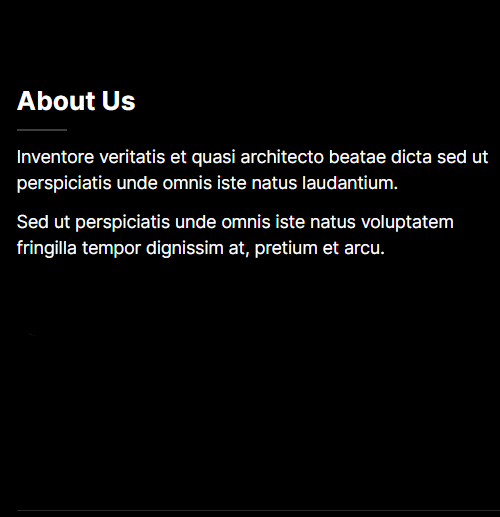 About Us
Inventore veritatis et quasi architecto beatae dicta sed ut
perspiciatis unde omnis iste natus laudantium.
Sed ut perspiciatis unde omnis iste natus voluptatem
fringilla tempor dignissim at, pretium et arcu.